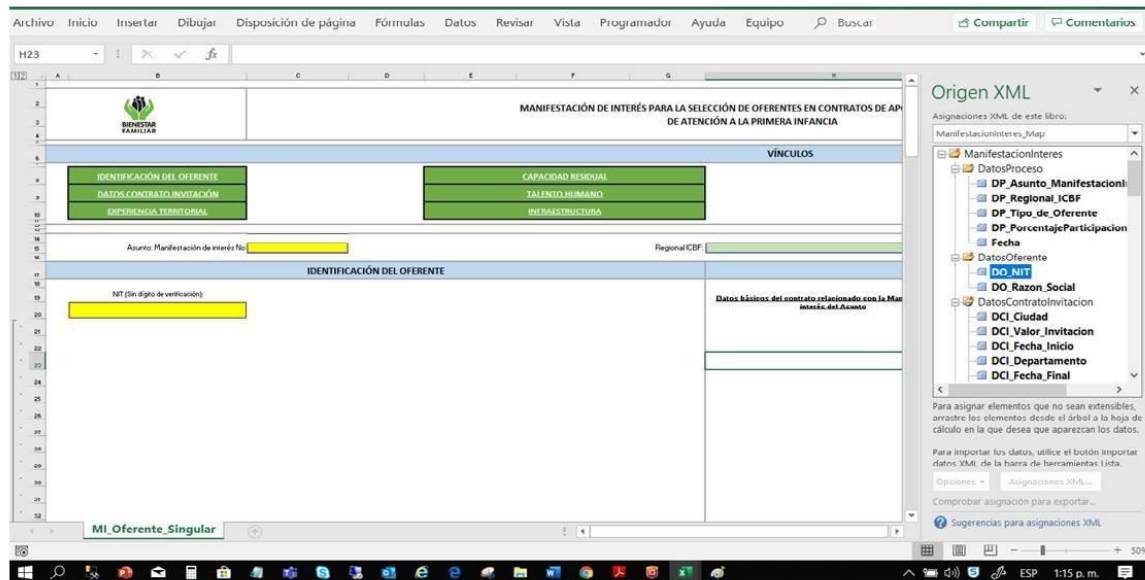 Archivo Inicio Insertar Dibujar Disposición de página Fórmulas Datos Revisar Vista Programador Ayuda Equipo Buscar Compartir Comentarios
H23 fx
A B C D E F G H
BIENESTAR
FAMILIAR
MANIFESTACIÓN DE INTERÉS PARA LA SELECCIÓN DE OFERENTES EN CONTRATOS DE AP
DE ATENCIÓN A LA PRIMERA INFANCIA
VÍNCULOS
IDENTIFICACIÓN DEL OFERENTE CAPACIDAD RESIDUAL
DATOS CONTRATO INVITACIÓN TALENTO HUMANO
EXPERIENCIA TERRITORIAL INFRAESTRUCTURA
Asunto: Manifestación de interés No Regional ICBF:
IDENTIFICACIÓN DEL OFERENTE
NIT (Sin dígito de verificación):
Datos básicos del contrato relacionado con la Man
interés del Asunto
MI_Oferente_Singular
Origen XML
Asignaciones XML de este libro:
ManifestacionInteres_Map
ManifestacionInteres
DatosProceso
DP_Asunto_ManifestacionI
DP_Regional_ICBF
DP_Tipo_de_Oferente
DP_PorcentajeParticipacion
Fecha
DatosOferente
DO_NIT
DO_Razon_Social
DatosContratoInvitacion
DCI_Ciudad
DCI_Valor_Invitacion
DCI_Fecha_Inicio
DCI_Departamento
DCI_Fecha_Final
Para asignar elementos que no sean extensibles,
arrastre los elementos desde el árbol a la hoja de
cálculo en la que desea que aparezcan los datos.
Para importar los datos, utilice el botón Importar
datos XML de la barra de herramientas Lista.
Opciones Asignaciones XML...
Comprobar asignación para exportar...
Sugerencias para asignaciones XML
50%
ESP 1:15 p. m.